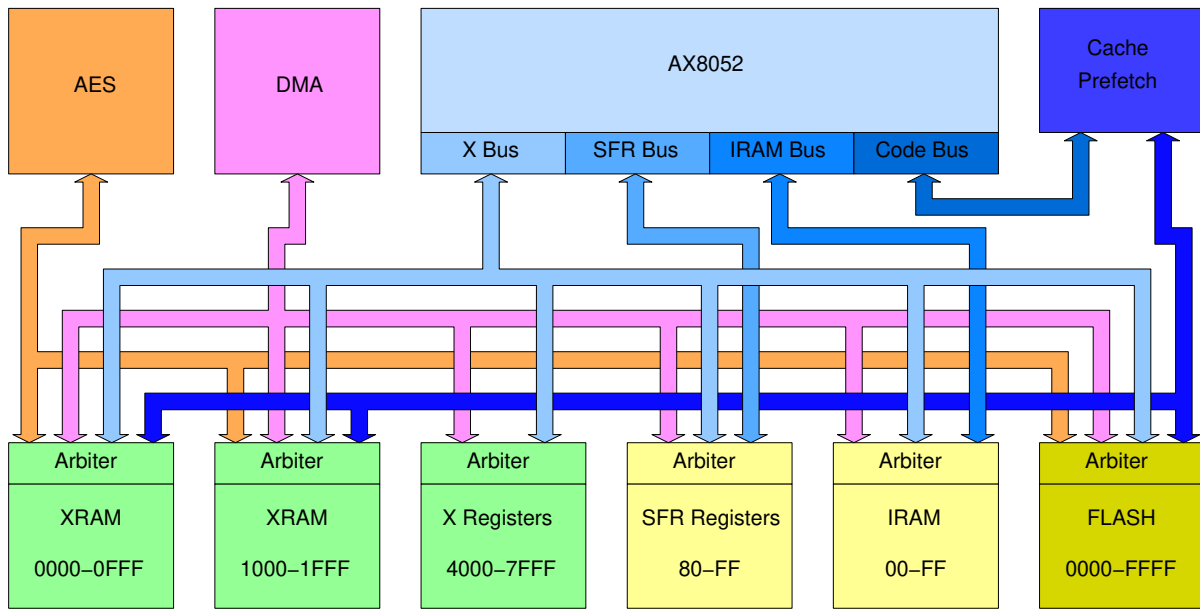 AES
DMA
AX8052
Cache
Prefetch
X Bus
SFR Bus
IRAM Bus
Code Bus
Arbiter
XRAM
0000−0FFF
Arbiter
XRAM
1000−1FFF
Arbiter
X Registers
4000−7FFF
Arbiter
SFR Registers
80−FF
Arbiter
IRAM
00−FF
Arbiter
FLASH
0000−FFFF